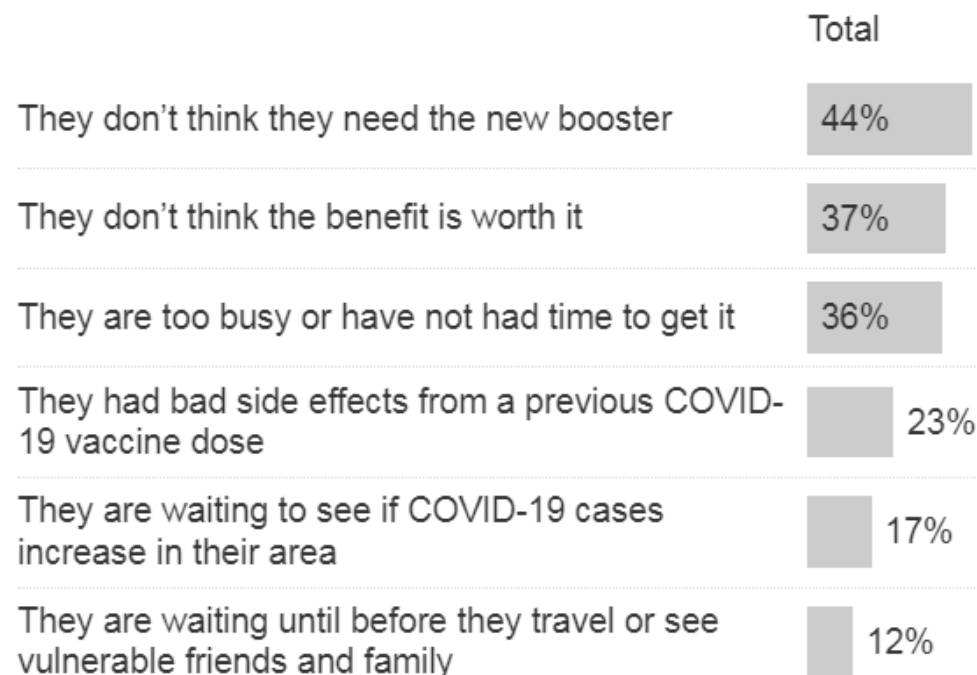 Total
They don’t think they need the new booster 44%
They don’t think the benefit is worth it 37%
They are too busy or have not had time to get it 36%
They had bad side effects from a previous COVID-
19 vaccine dose
23%
They are waiting to see if COVID-19 cases
increase in their area
17%
They are waiting until before they travel or see
vulnerable friends and family
12%